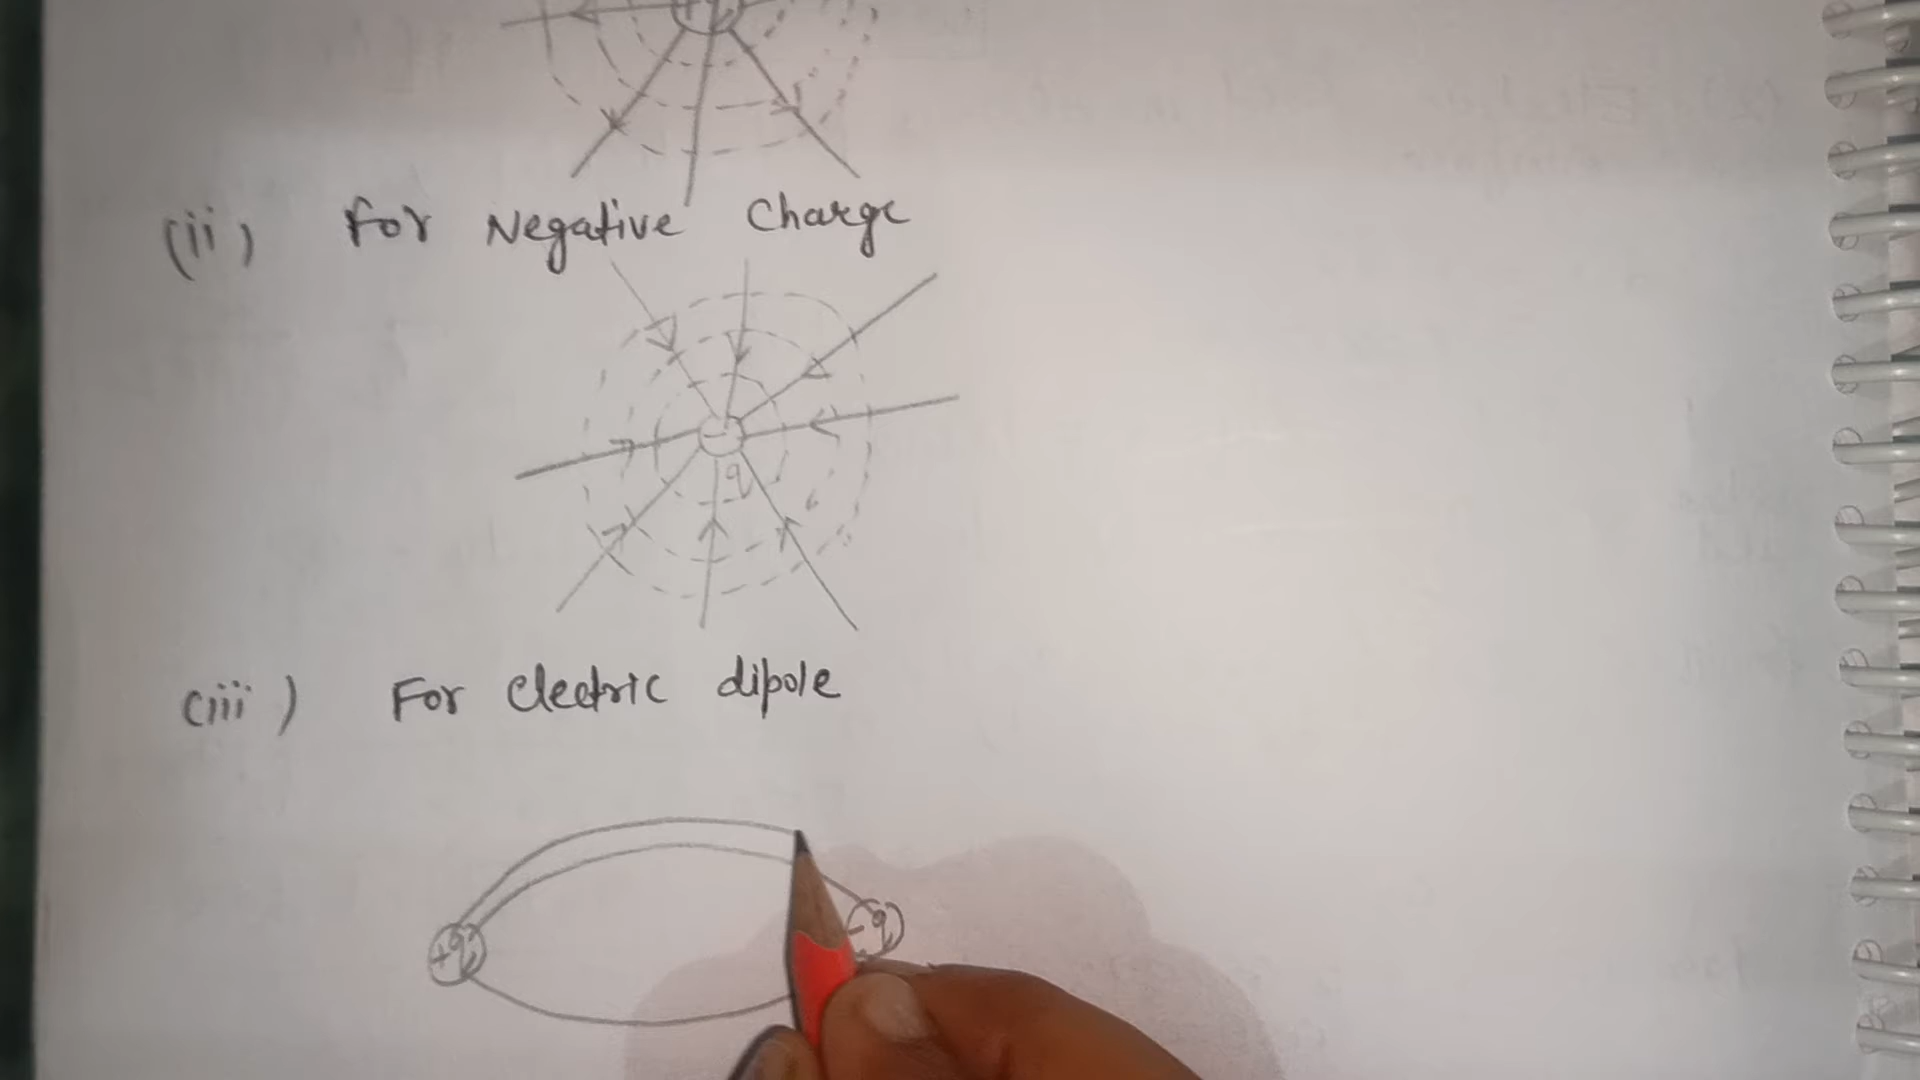 (ii) For Negative Charge
-
q
(iii) For Electric dipole
+q -q